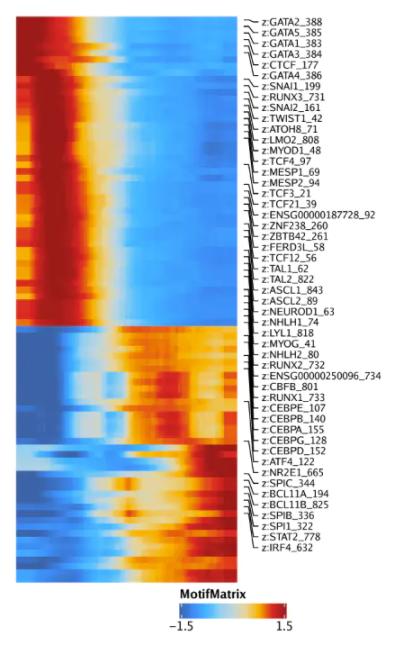 z:GATA2_388
z:GATA5_385
z:GATA1_383
z:GATA3_384
z:CTCF_177
z:GATA4_386
z:SNAI1_199
z:RUNX3_731
z:SNAI2_161
z:TWIST1_42
z:ATOH8_71
z:LMO2_808
z:MYOD1_48
z:TCF4_97
z:MESP1_69
z:MESP2_94
z:TCF3_21
z:TCF21_39
z:ENSG00000187728_92
z:ZNF238_260
z:ZBTB42_261
z:FERD3L_58
z:TCF12_56
z:TAL1_62
z:TAL2_822
z:ASCL1_843
z:ASCL2_89
z:NEUROD1_63
z:NHLH1_74
z:LYL1_818
z:MYOG_41
z:NHLH2_80
z:RUNX2_732
z:ENSG00000250096_734
z:CBFB_801
z:RUNX1_733
z:CEBPE_107
z:CEBPB_140
z:CEBPA_155
z:CEBPG_128
z:CEBPD_152
z:ATF4_122
z:NR2E1_665
z:SPIC_344
z:BCL11A_194
z:BCL11B_825
z:SPIB_336
z:SPI1_322
z:STAT2_778
z:IRF4_632
MotifMatrix
−1.5 1.5